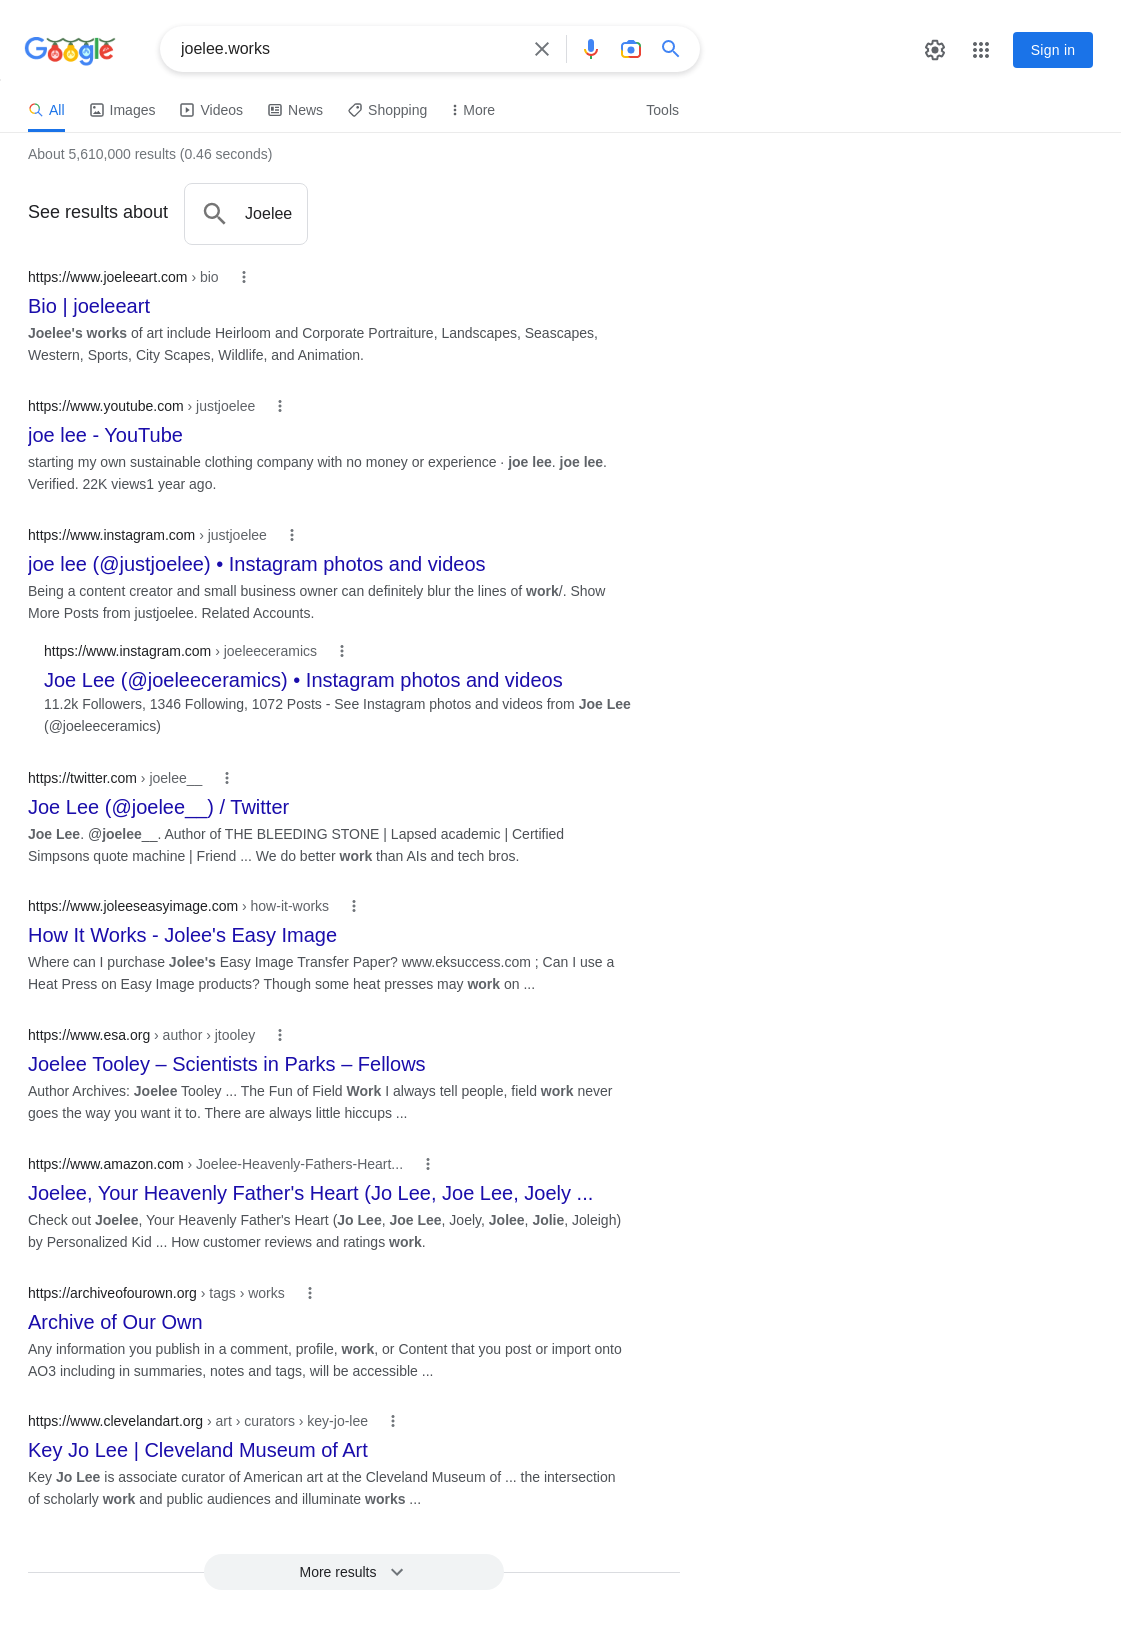 Google
joelee.works
Sign in
All
Images
Videos
News
Shopping
More
Tools
About 5,610,000 results (0.46 seconds)
See results about
Joelee
https://www.joeleeart.com › bio
Bio | joeleeart
Joelee's works of art include Heirloom and Corporate Portraiture, Landscapes, Seascapes,
Western, Sports, City Scapes, Wildlife, and Animation.
https://www.youtube.com › justjoelee
joe lee - YouTube
starting my own sustainable clothing company with no money or experience · joe lee. joe lee.
Verified. 22K views1 year ago.
https://www.instagram.com › justjoelee
joe lee (@justjoelee) • Instagram photos and videos
Being a content creator and small business owner can definitely blur the lines of work/. Show
More Posts from justjoelee. Related Accounts.
https://www.instagram.com › joeleeceramics
Joe Lee (@joeleeceramics) • Instagram photos and videos
11.2k Followers, 1346 Following, 1072 Posts - See Instagram photos and videos from Joe Lee
(@joeleeceramics)
https://twitter.com › joelee__
Joe Lee (@joelee__) / Twitter
Joe Lee. @joelee__. Author of THE BLEEDING STONE | Lapsed academic | Certified
Simpsons quote machine | Friend ... We do better work than AIs and tech bros.
https://www.joleeseasyimage.com › how-it-works
How It Works - Jolee's Easy Image
Where can I purchase Jolee's Easy Image Transfer Paper? www.eksuccess.com ; Can I use a
Heat Press on Easy Image products? Though some heat presses may work on ...
https://www.esa.org › author › jtooley
Joelee Tooley – Scientists in Parks – Fellows
Author Archives: Joelee Tooley ... The Fun of Field Work I always tell people, field work never
goes the way you want it to. There are always little hiccups ...
https://www.amazon.com › Joelee-Heavenly-Fathers-Heart...
Joelee, Your Heavenly Father's Heart (Jo Lee, Joe Lee, Joely ...
Check out Joelee, Your Heavenly Father's Heart (Jo Lee, Joe Lee, Joely, Jolee, Jolie, Joleigh)
by Personalized Kid ... How customer reviews and ratings work.
https://archiveofourown.org › tags › works
Archive of Our Own
Any information you publish in a comment, profile, work, or Content that you post or import onto
AO3 including in summaries, notes and tags, will be accessible ...
https://www.clevelandart.org › art › curators › key-jo-lee
Key Jo Lee | Cleveland Museum of Art
Key Jo Lee is associate curator of American art at the Cleveland Museum of ... the intersection
of scholarly work and public audiences and illuminate works ...
More results